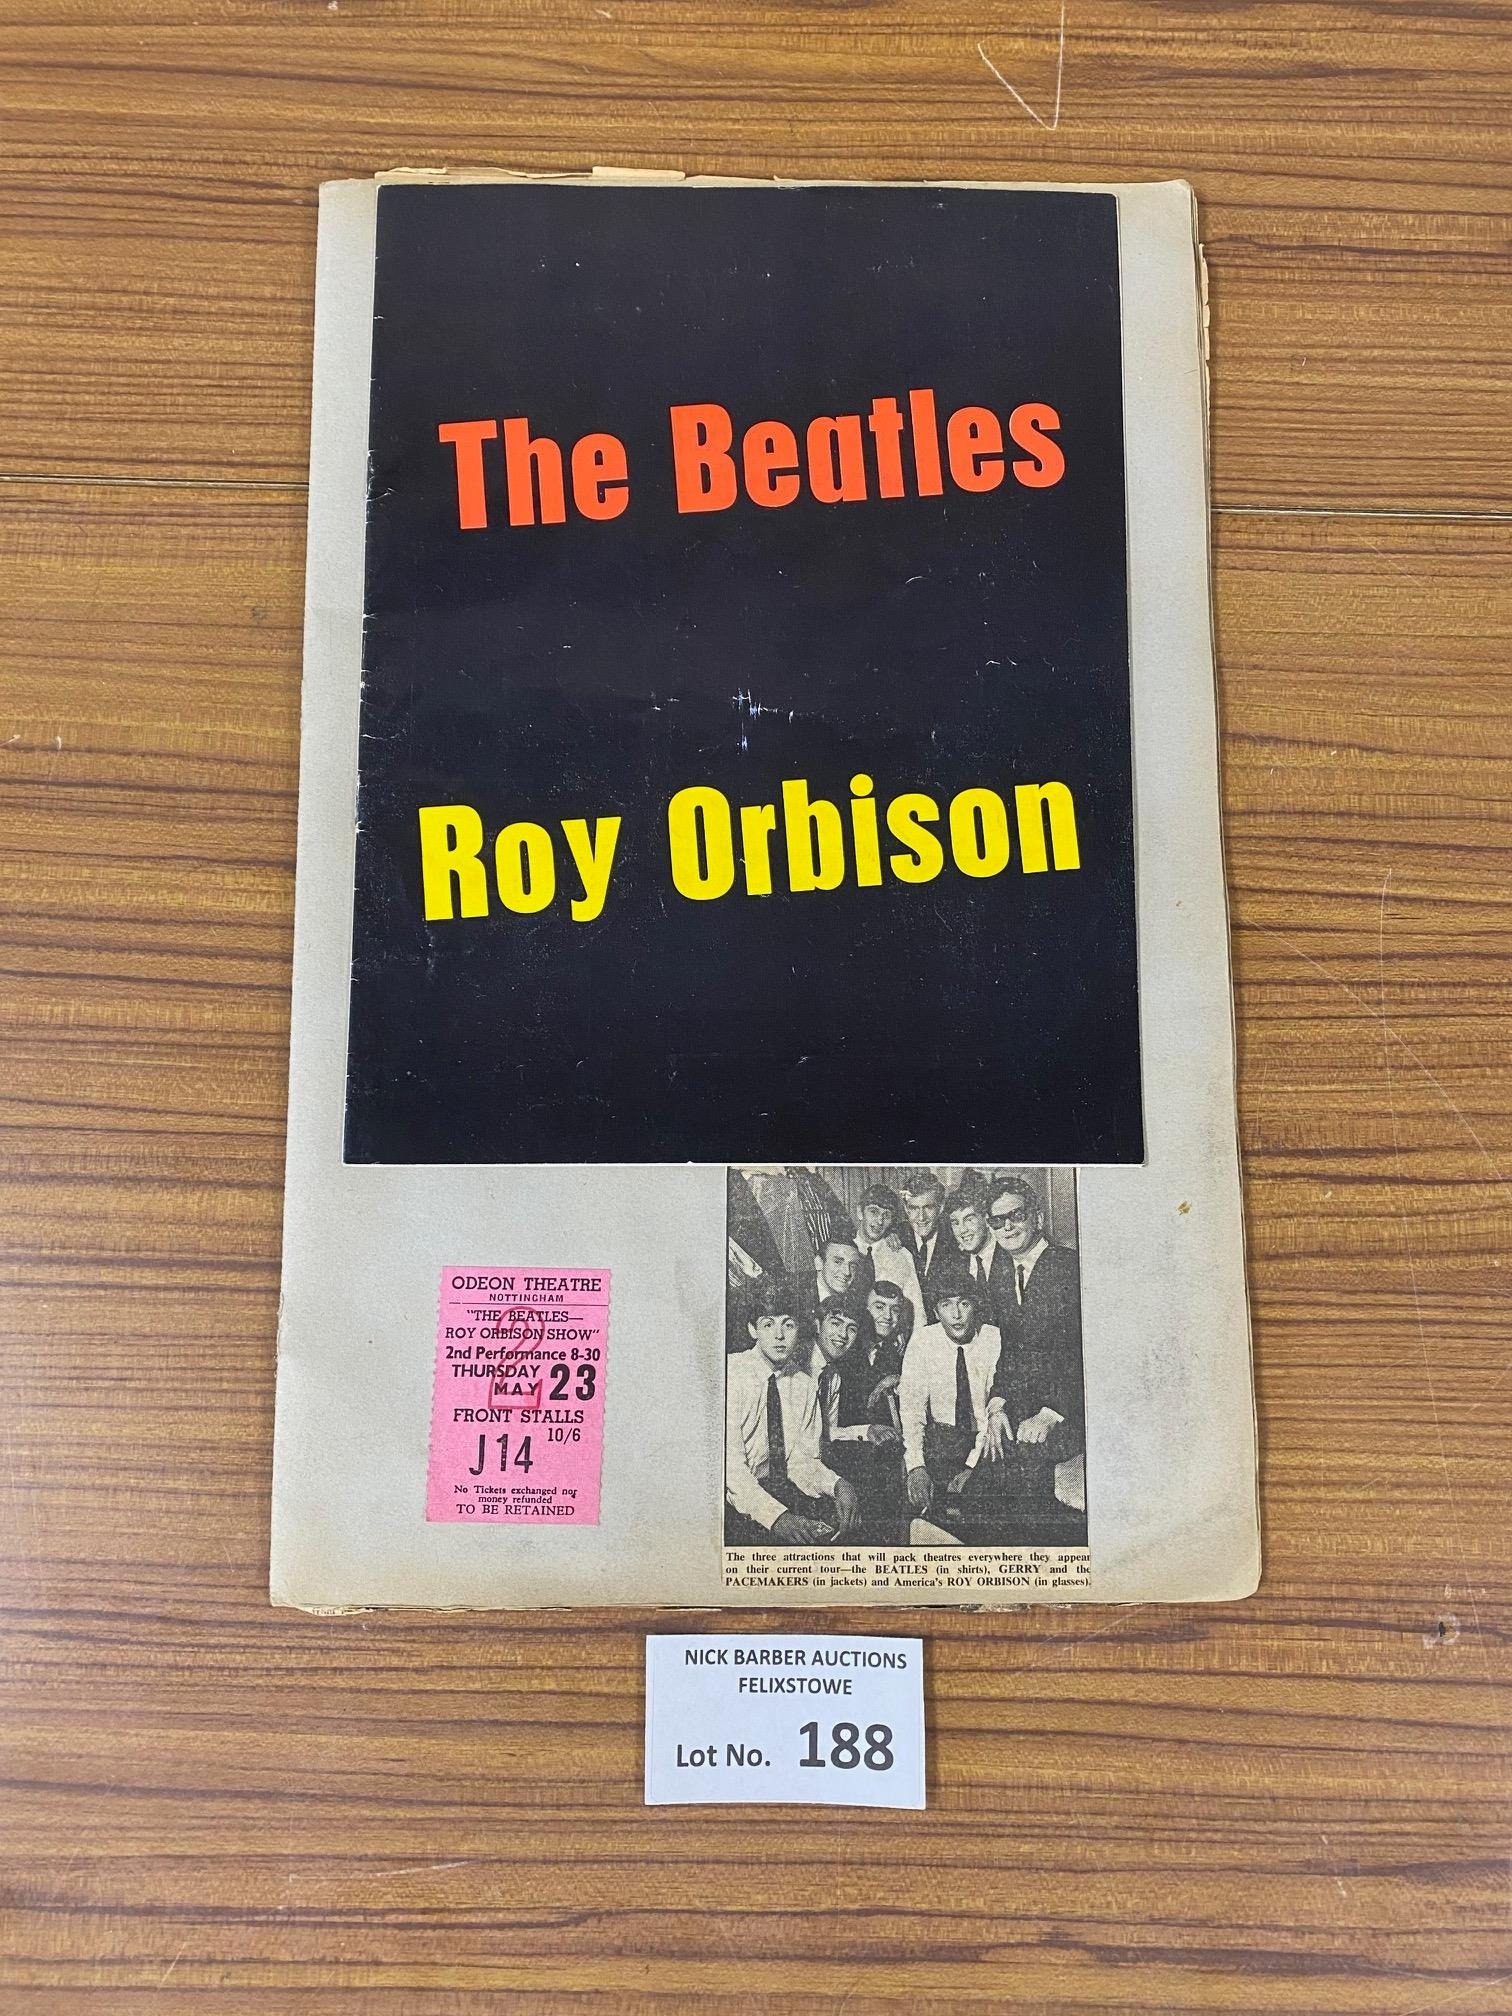 The Beatles
Roy Orbison
ODEON THEATRE
NOTTINGHAM
"THE BEATLES—
ROY ORBISON SHOW"
2nd Performance 8-30
THURSDAY
MAY 23
2
FRONT STALLS
10/6
J 14
No Tickets exchanged nor
money refunded
TO BE RETAINED
The three attractions that will pack theatres everywhere they appear
on their current tour—the BEATLES (in shirts), GERRY and the
PACEMAKERS (in jackets) and America's ROY ORBISON (in glasses).
NICK BARBER AUCTIONS
FELIXSTOWE
Lot No. 188